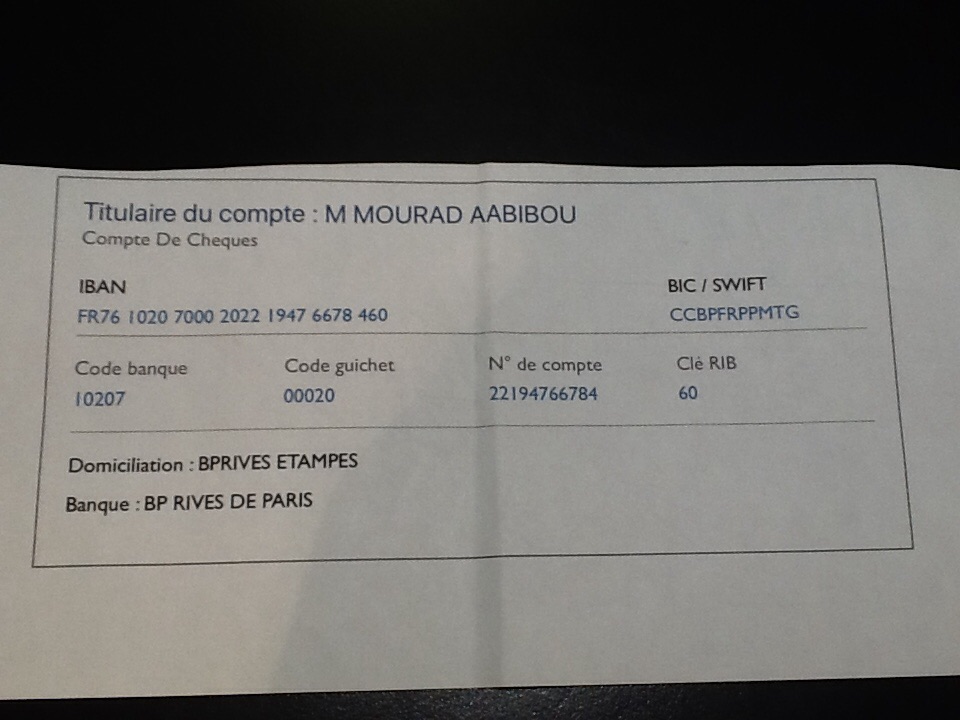 Titulaire du compte : M MOURAD AABIBOU
Compte De Cheques
IBAN
FR76 1020 7000 2022 1947 6678 460
BIC / SWIFT
CCBPFRPPMTG
Code banque
10207
Code guichet
00020
N° de compte
22194766784
Clé RIB
60
Domiciliation : BPRIVES ETAMPES
Banque : BP RIVES DE PARIS